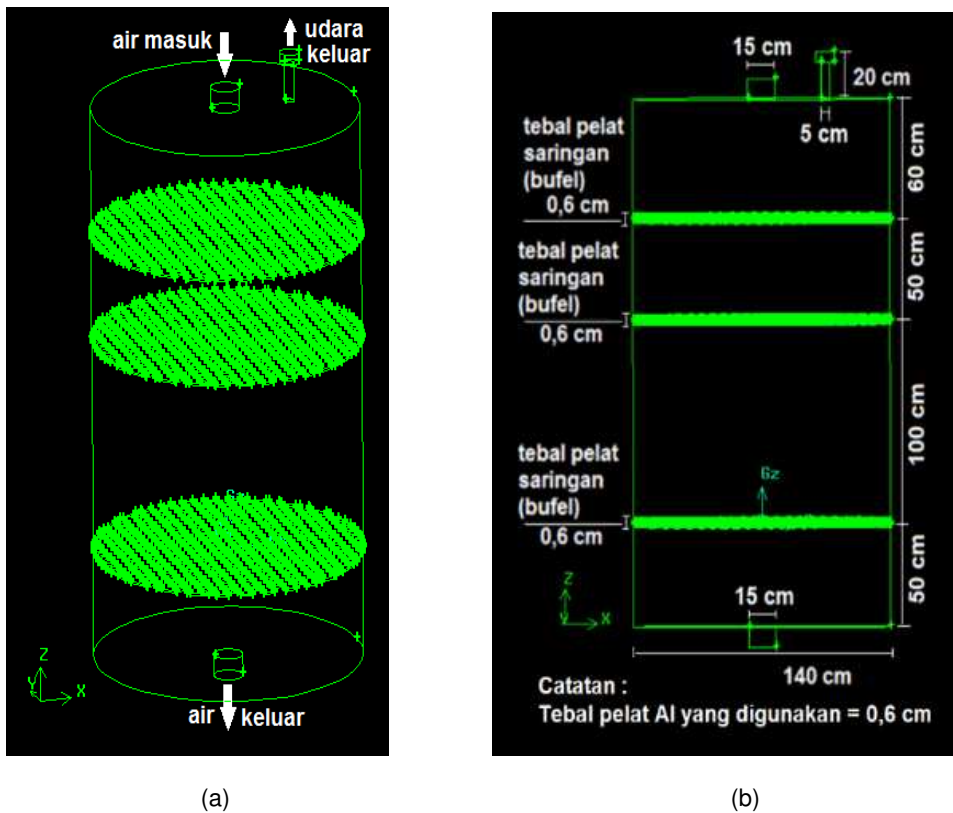 air masuk
udara
keluar
Z
Y
X
air keluar
(a)
15 cm
20 cm
5 cm
60 cm
tebal pelat
saringan
(bufel)
0,6 cm
50 cm
tebal pelat
saringan
(bufel)
0,6 cm
100 cm
tebal pelat
saringan
(bufel)
0,6 cm
Gz
50 cm
Z
Y
X
15 cm
140 cm
Catatan :
Tebal pelat Al yang digunakan = 0,6 cm
(b)